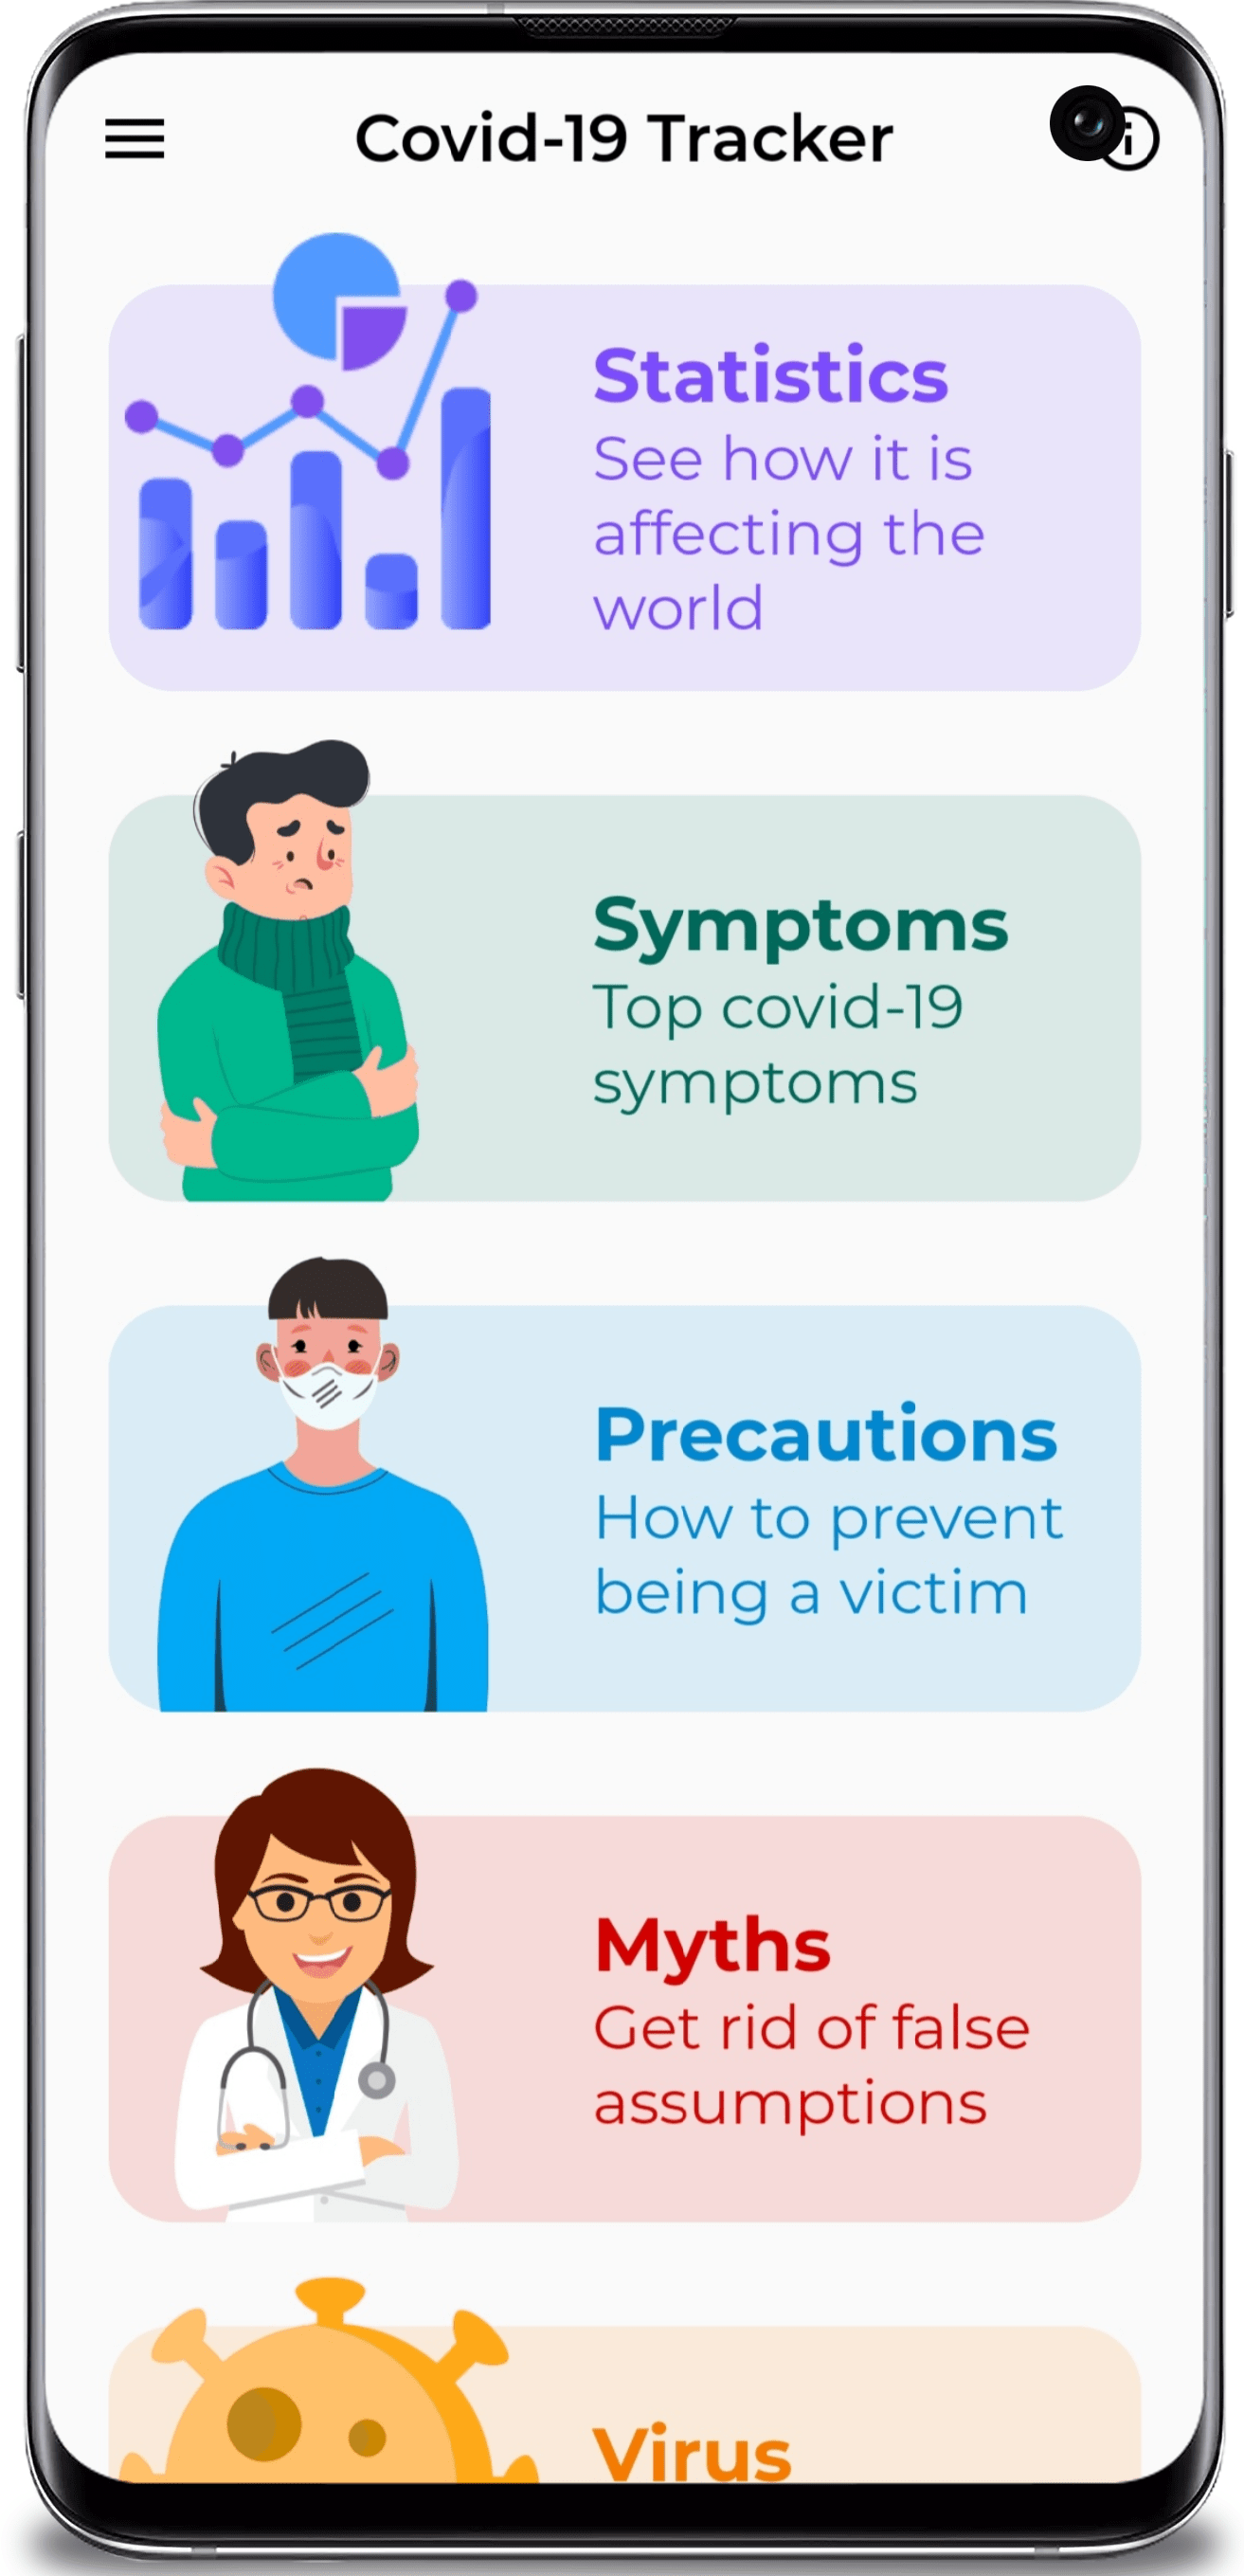 Covid-19 Tracker
Statistics
See how it is
affecting the
world
Symptoms
Top covid-19
symptoms
Precautions
How to prevent
being a victim
Myths
Get rid of false
assumptions
Virus